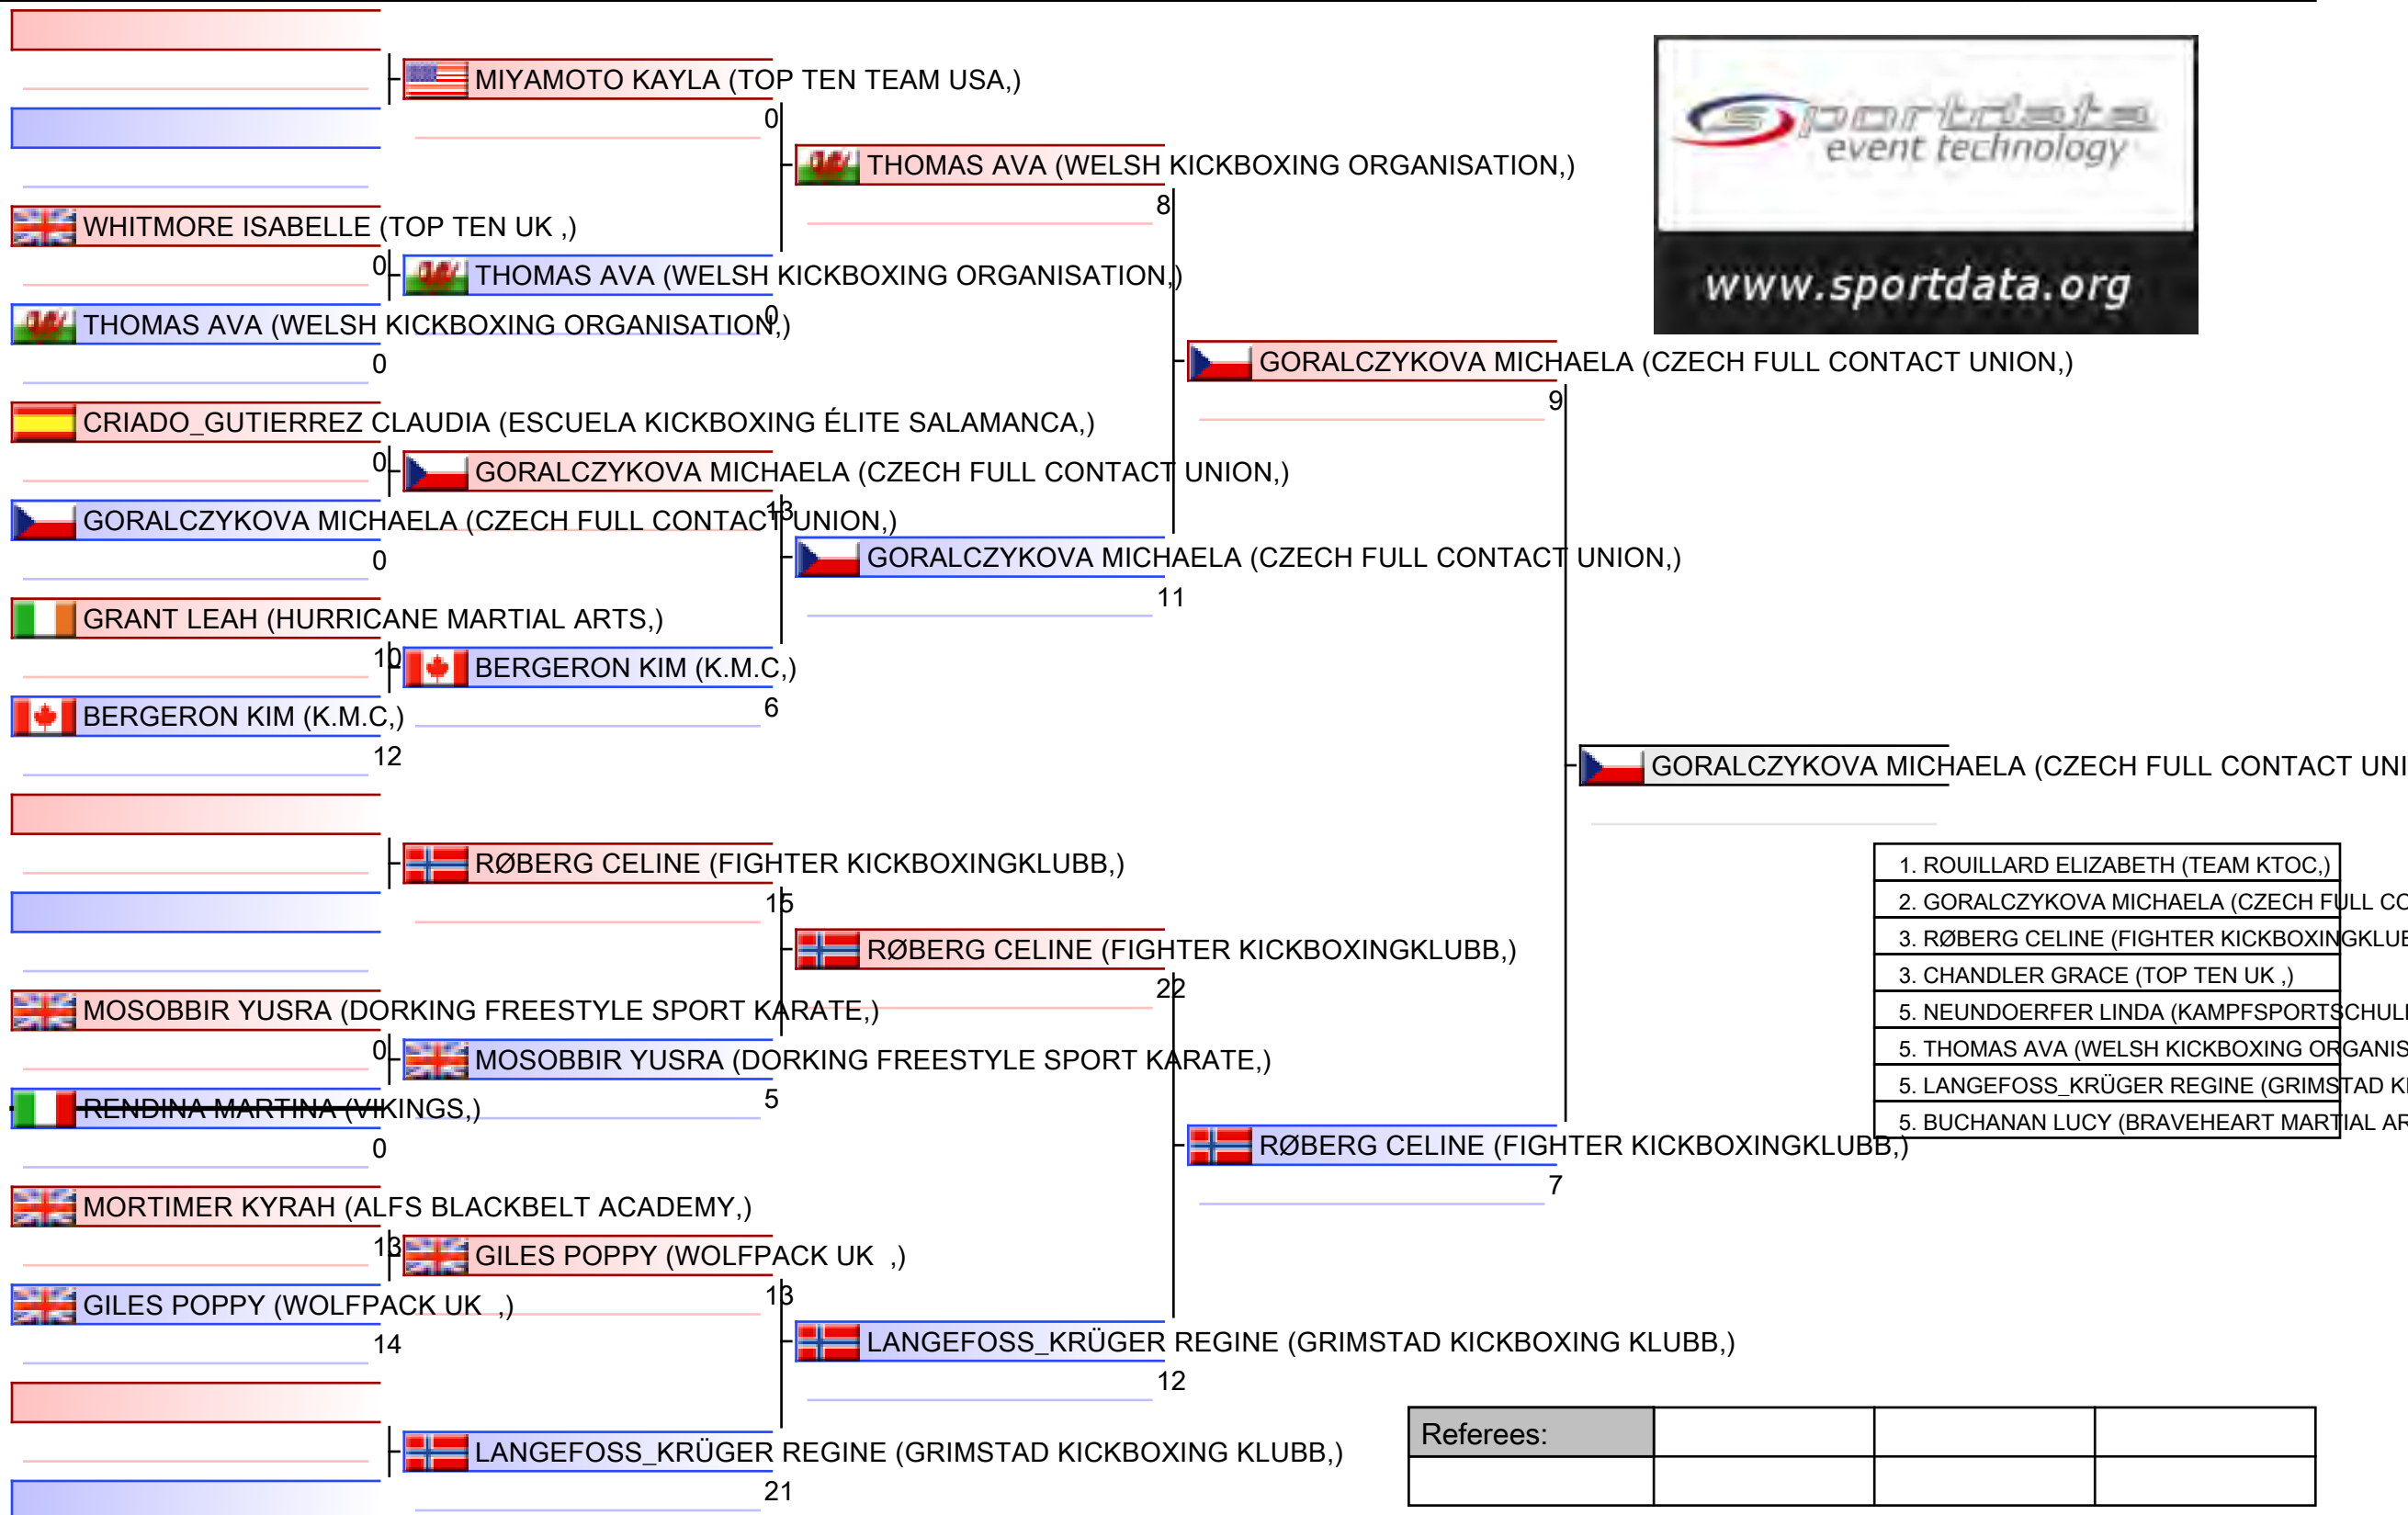 MIYAMOTO KAYLA (TOP TEN TEAM USA,)
0
sportdata
event technology
www.sportdata.org
THOMAS AVA (WELSH KICKBOXING ORGANISATION,)
8
WHITMORE ISABELLE (TOP TEN UK ,)
0
THOMAS AVA (WELSH KICKBOXING ORGANISATION,)
0
THOMAS AVA (WELSH KICKBOXING ORGANISATION,)
0
GORALCZYKOVA MICHAELA (CZECH FULL CONTACT UNION,)
9
CRIADO_GUTIERREZ CLAUDIA (ESCUELA KICKBOXING ÉLITE SALAMANCA,)
0
GORALCZYKOVA MICHAELA (CZECH FULL CONTACT UNION,)
13
GORALCZYKOVA MICHAELA (CZECH FULL CONTACT UNION,)
0
GORALCZYKOVA MICHAELA (CZECH FULL CONTACT UNION,)
11
GRANT LEAH (HURRICANE MARTIAL ARTS,)
10
BERGERON KIM (K.M.C,)
6
BERGERON KIM (K.M.C,)
12
GORALCZYKOVA MICHAELA (CZECH FULL CONTACT UNI
RØBERG CELINE (FIGHTER KICKBOXINGKLUBB,)
15
1. ROUILLARD ELIZABETH (TEAM KTOC,)
2. GORALCZYKOVA MICHAELA (CZECH FULL CO
3. RØBERG CELINE (FIGHTER KICKBOXINGKLUB
3. CHANDLER GRACE (TOP TEN UK ,)
5. NEUNDOERFER LINDA (KAMPFSPORTSCHUL
5. THOMAS AVA (WELSH KICKBOXING ORGANIS
5. LANGEFOSS_KRÜGER REGINE (GRIMSTAD K
5. BUCHANAN LUCY (BRAVEHEART MARTIAL AR
RØBERG CELINE (FIGHTER KICKBOXINGKLUBB,)
22
MOSOBBIR YUSRA (DORKING FREESTYLE SPORT KARATE,)
0
MOSOBBIR YUSRA (DORKING FREESTYLE SPORT KARATE,)
5
RENDINA MARTINA (VIKINGS,)
0
RØBERG CELINE (FIGHTER KICKBOXINGKLUBB,)
7
MORTIMER KYRAH (ALFS BLACKBELT ACADEMY,)
13
GILES POPPY (WOLFPACK UK ,)
13
GILES POPPY (WOLFPACK UK ,)
14
LANGEFOSS_KRÜGER REGINE (GRIMSTAD KICKBOXING KLUBB,)
12
LANGEFOSS_KRÜGER REGINE (GRIMSTAD KICKBOXING KLUBB,)
21
Referees: